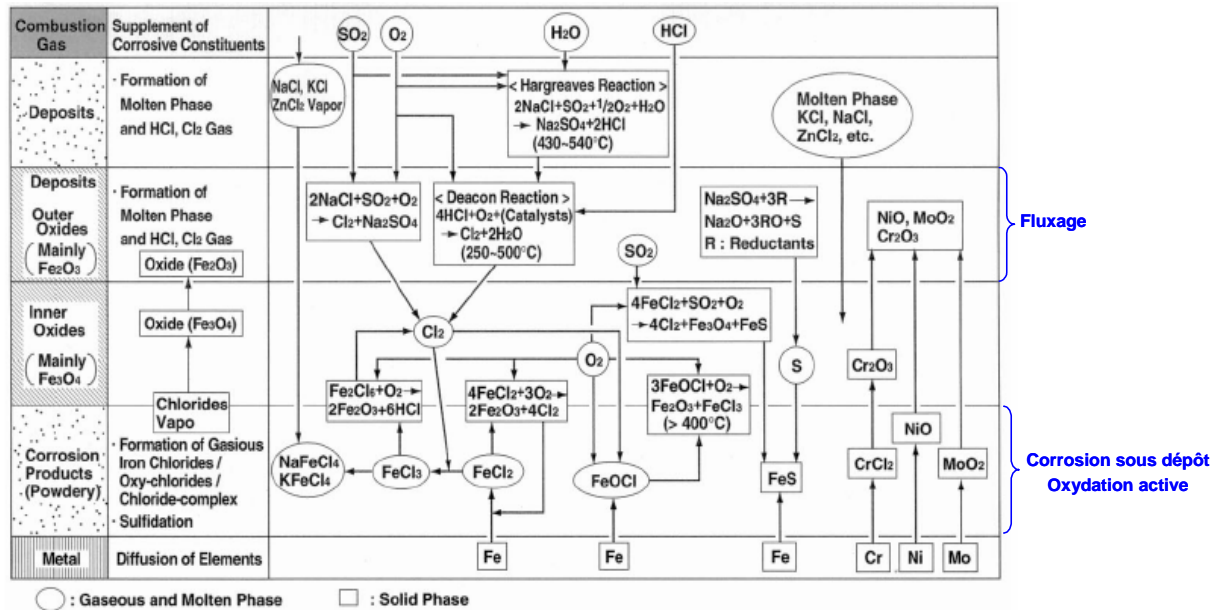 Combustion
Gas
Supplement of
Corrosive Constituents
SO2
O2
H2O
HCl
Deposits
· Formation of
Molten Phase
and HCl, Cl2 Gas
NaCl, KCl
ZnCl2 Vapor
< Hargreaves Reaction >
2NaCl+SO2+1/2O2+H2O
→ Na2SO4+2HCl
(430~540°C)
Molten Phase
KCl, NaCl,
ZnCl2, etc.
Deposits
Outer
Oxides
(Mainly
Fe2O3)
· Formation of
Molten Phase
and HCl, Cl2 Gas
Oxide (Fe2O3)
2NaCl+SO2+O2
→ Cl2+Na2SO4
< Deacon Reaction >
4HCl+O2+(Catalysts)
→ Cl2+2H2O
(250~500°C)
SO2
Na2SO4+3R →
Na2O+3RO+S
R : Reductants
NiO, MoO2
Cr2O3
Fluxage
Inner
Oxides
(Mainly
Fe3O4)
Oxide (Fe3O4)
Cl2
4FeCl2+SO2+O2
→ 4Cl2+Fe3O4+FeS
O2
S
Cr2O3
Fe2Cl6+O2 →
2Fe2O3+6HCl
4FeCl2+3O2 →
2Fe2O3+4Cl2
3FeOCl+O2 →
Fe2O3+FeCl3
(> 400°C)
Chlorides
Vapo
Corrosion
Products
(Powdery)
· Formation of Gasious
Iron Chlorides /
Oxy-chlorides /
Chloride-complex
· Sulfidation
NaFeCl4
KFeCl4
FeCl3
FeCl2
FeOCl
FeS
CrCl2
NiO
MoO2
Corrosion sous dépôt
Oxydation active
Metal
Diffusion of Elements
Fe
Fe
Fe
Cr
Ni
Mo
: Gaseous and Molten Phase
: Solid Phase